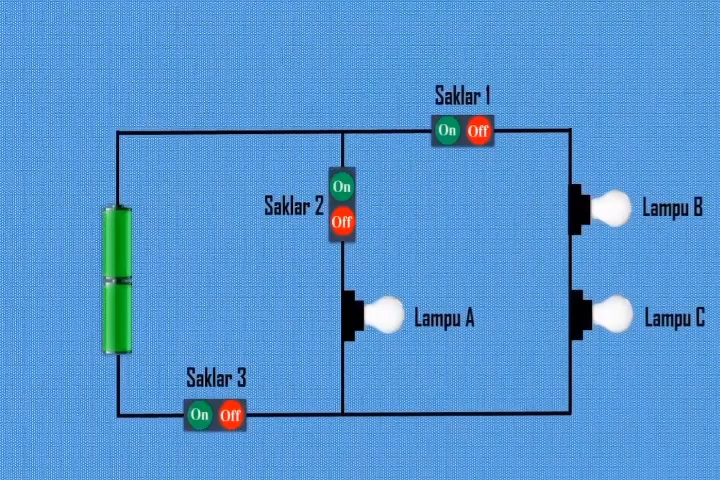 Saklar 1
On Off
Saklar 2
On
Off
Lampu B
Lampu A
Lampu C
Saklar 3
On Off